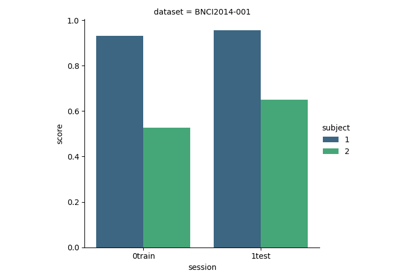 dataset = BNCI2014-001
1.0
0.8
0.6
0.4
0.2
0.0
score
0train
1test
session
subject
1
2